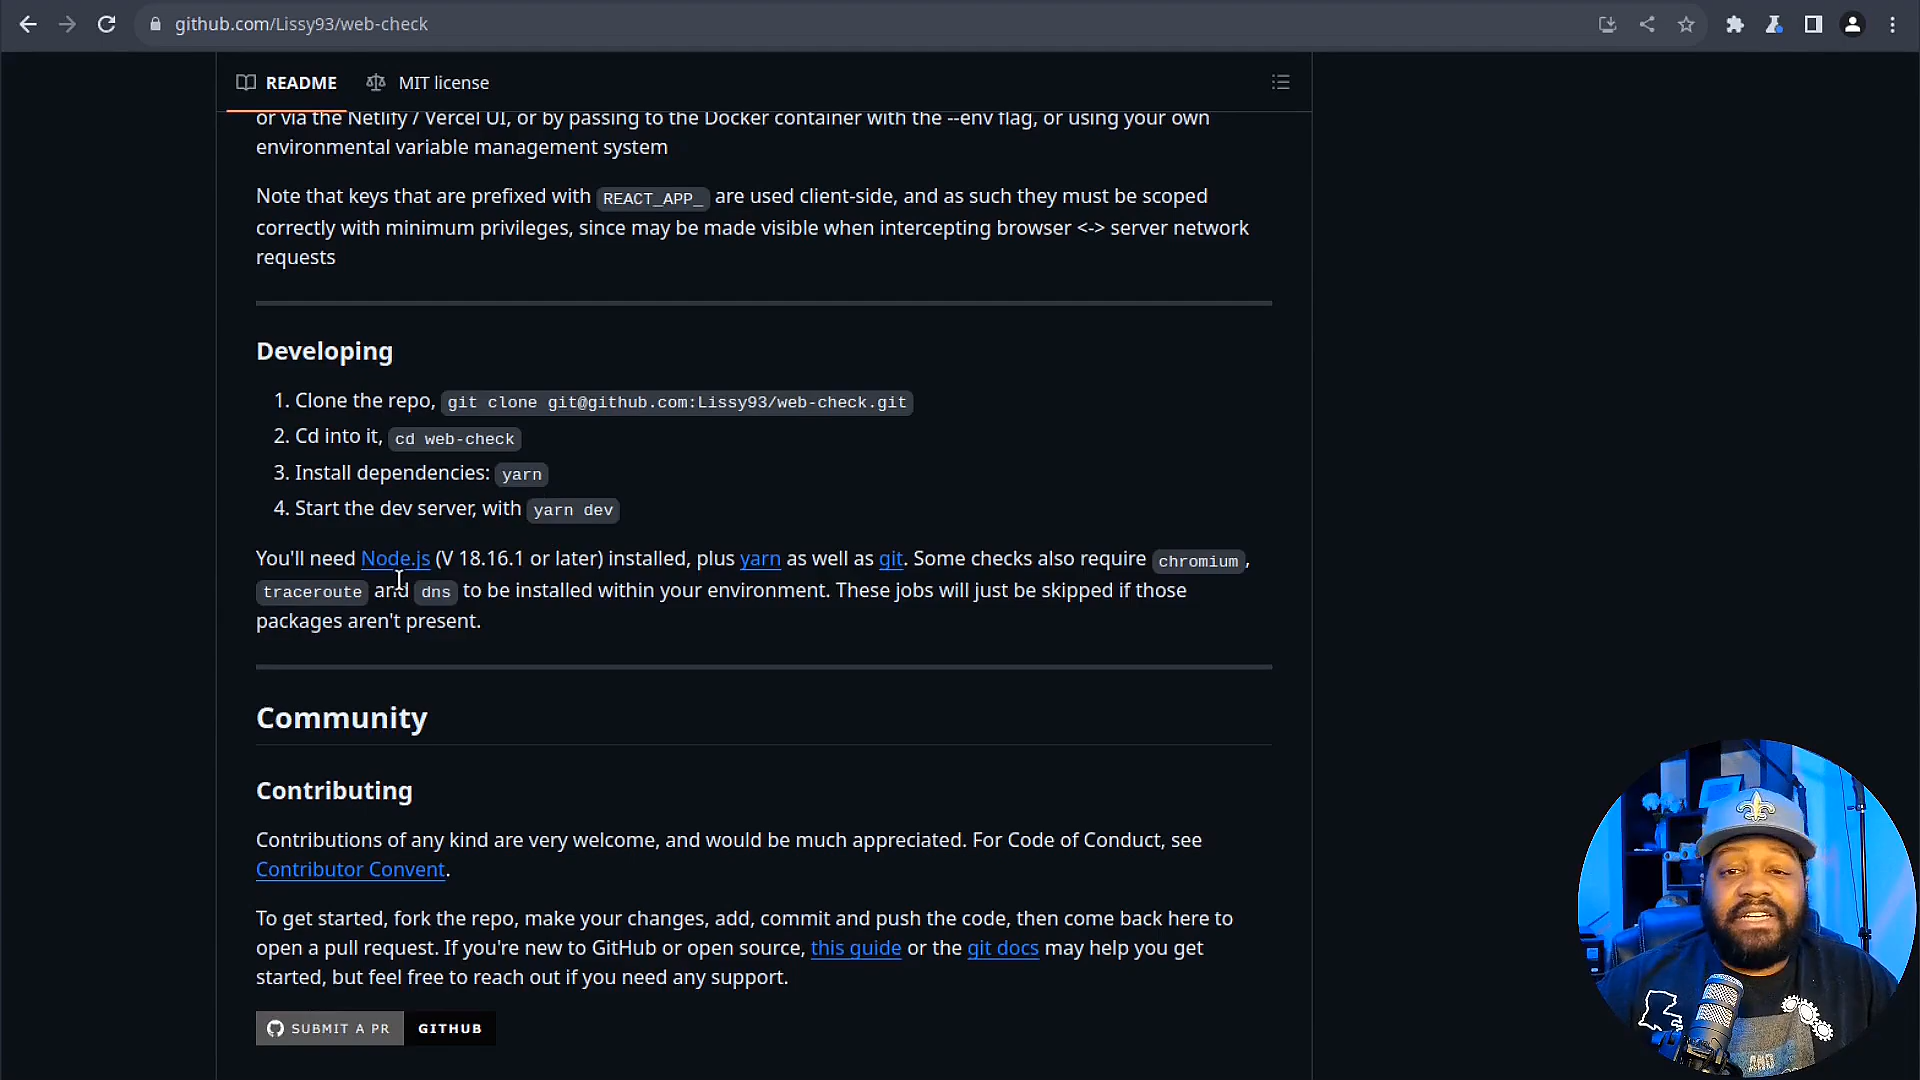 github.com/Lissy93/web-check
README MIT license
or via the Netlify / Vercel UI, or by passing to the Docker container with the --env flag, or using your own
environmental variable management system
Note that keys that are prefixed with REACT_APP_ are used client-side, and as such they must be scoped
correctly with minimum privileges, since may be made visible when intercepting browser <-> server network
requests
Developing
1. Clone the repo, git clone git@github.com:Lissy93/web-check.git
2. Cd into it, cd web-check
3. Install dependencies: yarn
4. Start the dev server, with yarn dev
You'll need Node.js (V 18.16.1 or later) installed, plus yarn as well as git. Some checks also require chromium,
traceroute and dns to be installed within your environment. These jobs will just be skipped if those
packages aren't present.
Community
Contributing
Contributions of any kind are very welcome, and would be much appreciated. For Code of Conduct, see
Contributor Convent.
To get started, fork the repo, make your changes, add, commit and push the code, then come back here to
open a pull request. If you're new to GitHub or open source, this guide or the git docs may help you get
started, but feel free to reach out if you need any support.
SUBMIT A PR GITHUB
AND